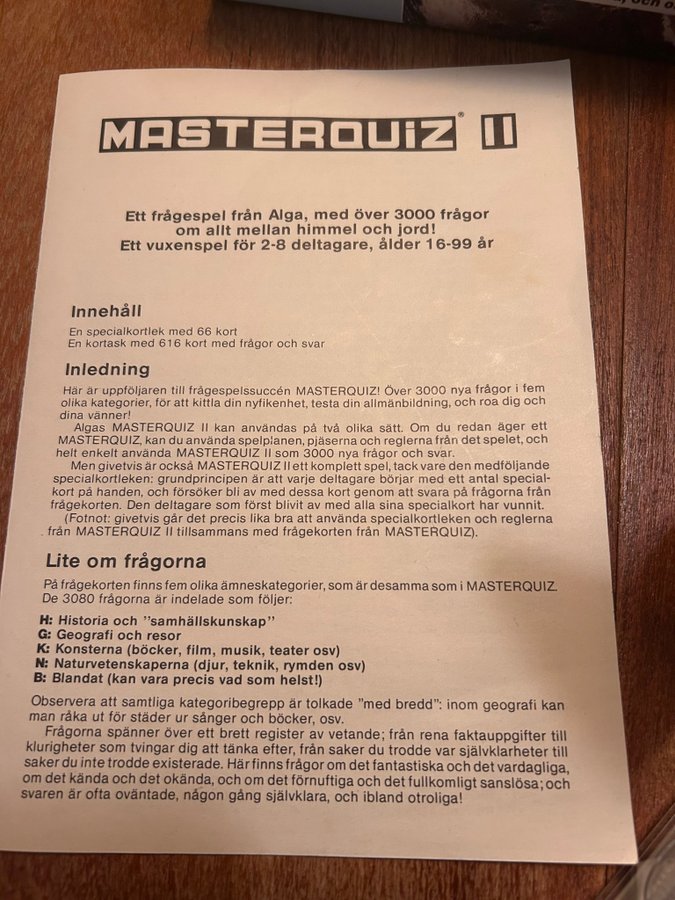 MASTERQUIZ® II
Ett frågespel från Alga, med över 3000 frågor
om allt mellan himmel och jord!
Ett vuxenspel för 2-8 deltagare, ålder 16-99 år
Innehåll
En specialkortlek med 66 kort
En kortask med 616 kort med frågor och svar
Inledning
Här är uppföljaren till frågespelssuccén MASTERQUIZ! Över 3000 nya frågor i fem
olika kategorier, för att kittla din nyfikenhet, testa din allmänbildning, och roa dig och
dina vänner!
Algas MASTERQUIZ II kan användas på två olika sätt. Om du redan äger ett
MASTERQUIZ, kan du använda spelplanen, pjäserna och reglerna från det spelet, och
helt enkelt använda MASTERQUIZ II som 3000 nya frågor och svar.
Men givetvis är också MASTERQUIZ II ett komplett spel, tack vare den medföljande
specialkortleken: grundprincipen är att varje deltagare börjar med ett antal special-
kort på handen, och försöker bli av med dessa kort genom att svara på frågorna från
frågekorten. Den deltagare som först blivit av med alla sina specialkort har vunnit.
(Fotnot: givetvis går det precis lika bra att använda specialkortleken och reglerna
från MASTERQUIZ II tillsammans med frågekorten från MASTERQUIZ).
Lite om frågorna
På frågekorten finns fem olika ämneskategorier, som är desamma som i MASTERQUIZ.
De 3080 frågorna är indelade som följer:
H: Historia och "samhällskunskap"
G: Geografi och resor
K: Konsterna (böcker, film, musik, teater osv)
N: Naturvetenskaperna (djur, teknik, rymden osv)
B: Blandat (kan vara precis vad som helst!)
Observera att samtliga kategoribegrepp är tolkade "med bredd": inom geografi kan
man råka ut för städer ur sånger och böcker, osv.
Frågorna spänner över ett brett register av vetande; från rena faktauppgifter till
klurigheter som tvingar dig att tänka efter, från saker du trodde var självklarheter till
saker du inte trodde existerade. Här finns frågor om det fantastiska och det vardagliga,
om det kända och det okända, och om det förnuftiga och det fullkomligt sanslösa; och
svaren är ofta oväntade, någon gång självklara, och ibland otroliga!